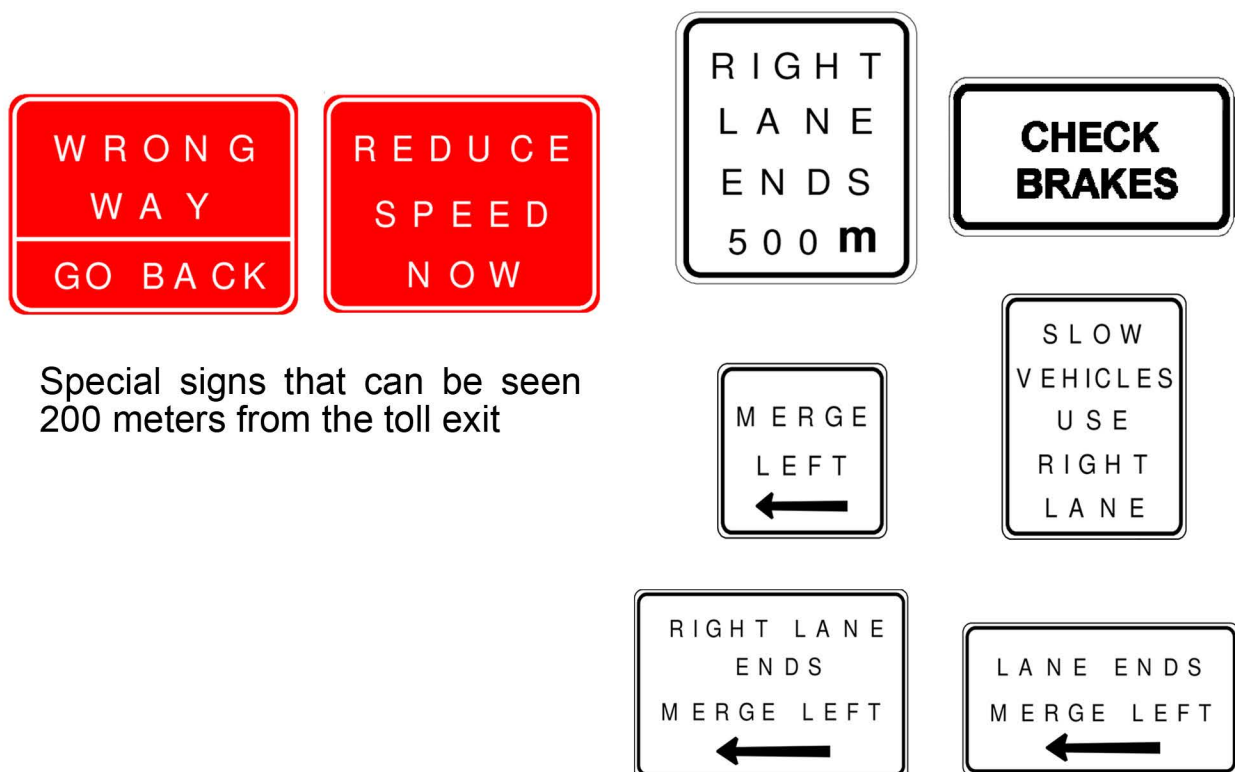 WRONG
WAY
GO BACK
REDUCE
SPEED
NOW
Special signs that can be seen
200 meters from the toll exit
RIGHT
LANE
ENDS
500 m
CHECK
BRAKES
MERGE
LEFT
SLOW
VEHICLES
USE
RIGHT
LANE
RIGHT LANE
ENDS
MERGE LEFT
LANE ENDS
MERGE LEFT